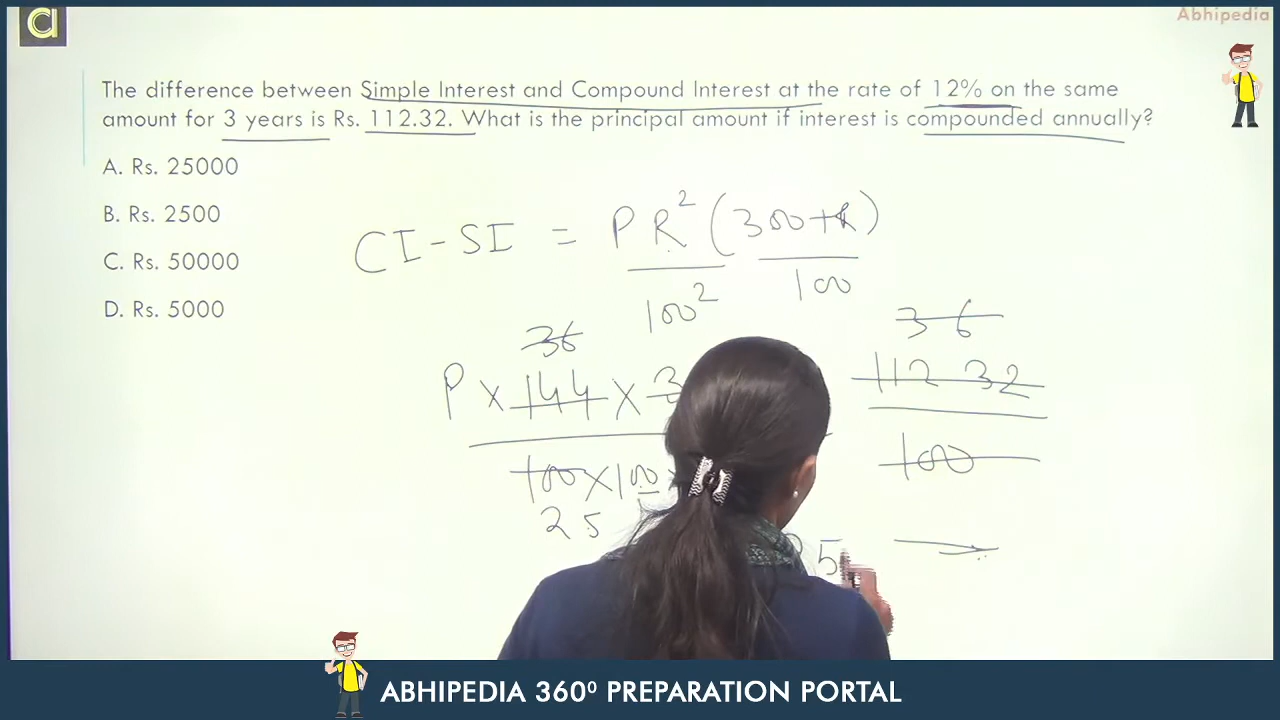 a
Abhipedia
The difference between Simple Interest and Compound Interest at the rate of 12% on the same
amount for 3 years is Rs. 112.32. What is the principal amount if interest is compounded annually?
A. Rs. 25000
B. Rs. 2500
C. Rs. 50000
D. Rs. 5000
CI - SI = PR² (300+R)
100² 100
36 36
P × 144 × 3 112 32
100 × 100 100
25
5
ABHIPEDIA 360⁰ PREPARATION PORTAL